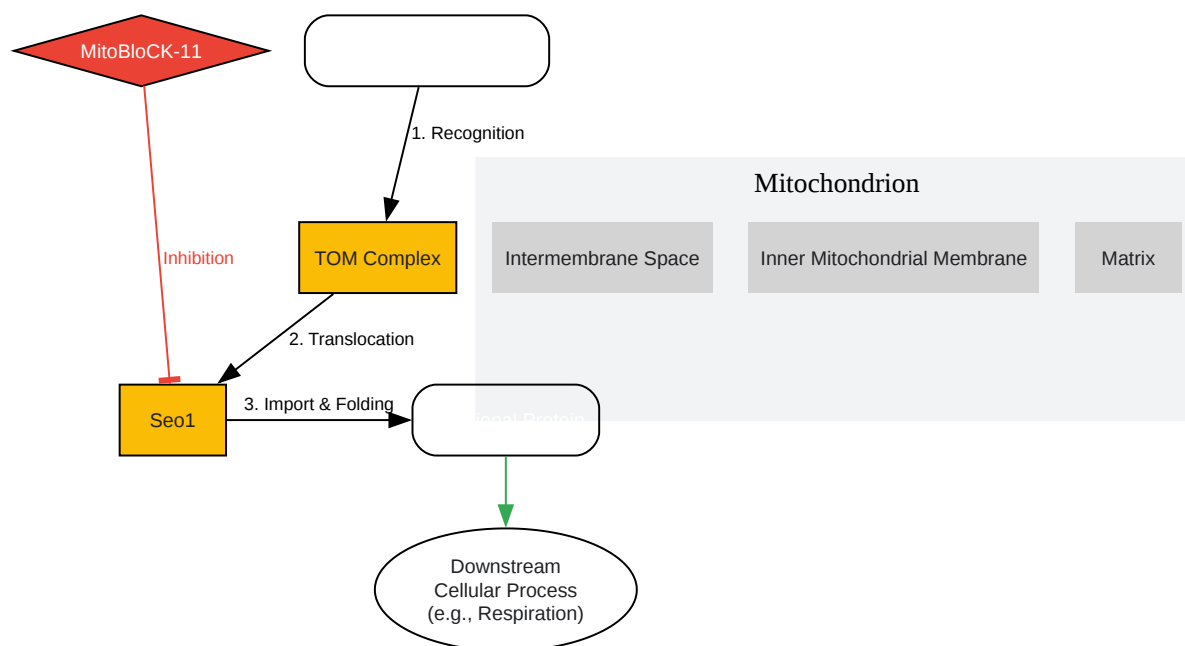 MitoBloCK-11
1. Recognition
Mitochondrion
Inhibition
TOM Complex
Intermembrane Space
Inner Mitochondrial Membrane
Matrix
2. Translocation
Seo1
3. Import & Folding
Protein
Downstream
Cellular Process
(e.g., Respiration)